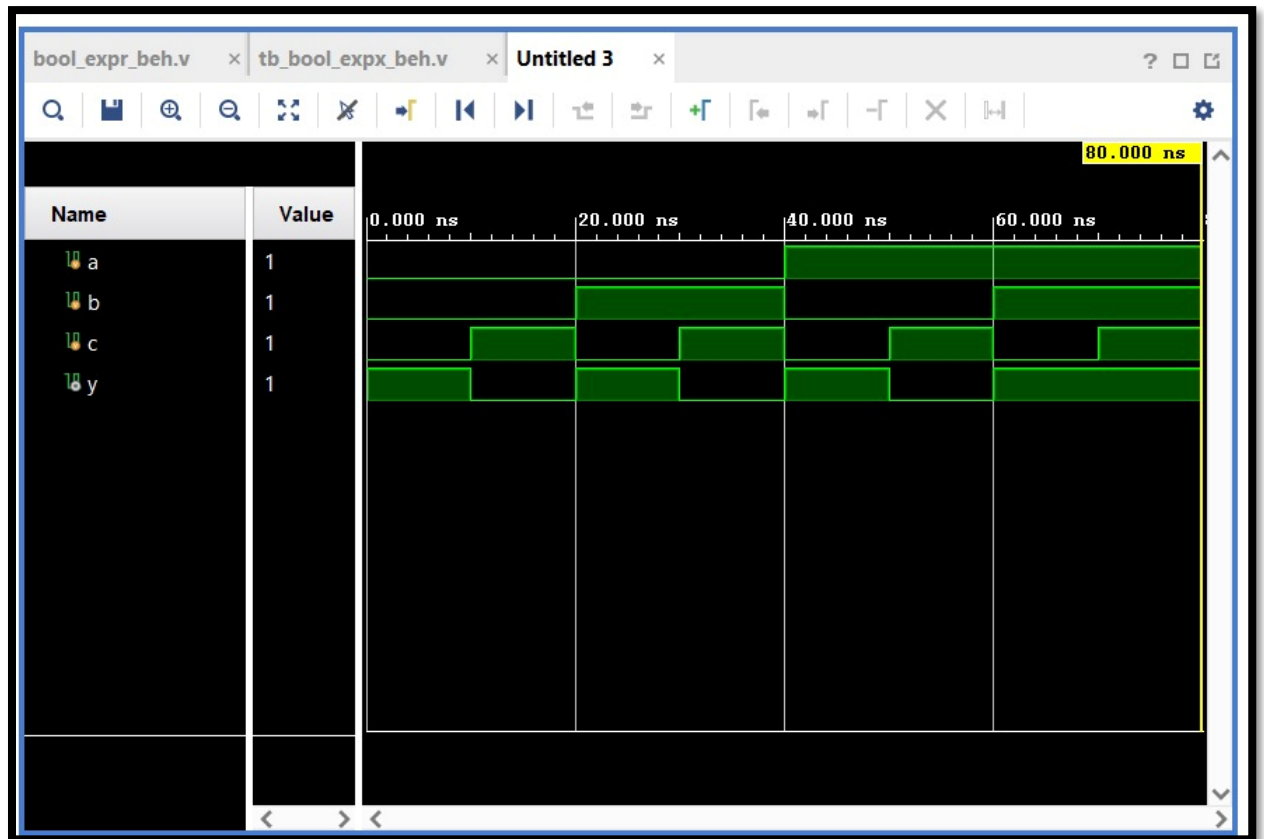 bool_expr_beh.v × tb_bool_expx_beh.v × Untitled 3 × ?
80.000 ns
Name Value 0.000 ns 20.000 ns 40.000 ns 60.000 ns
a 1
b 1
c 1
y 1